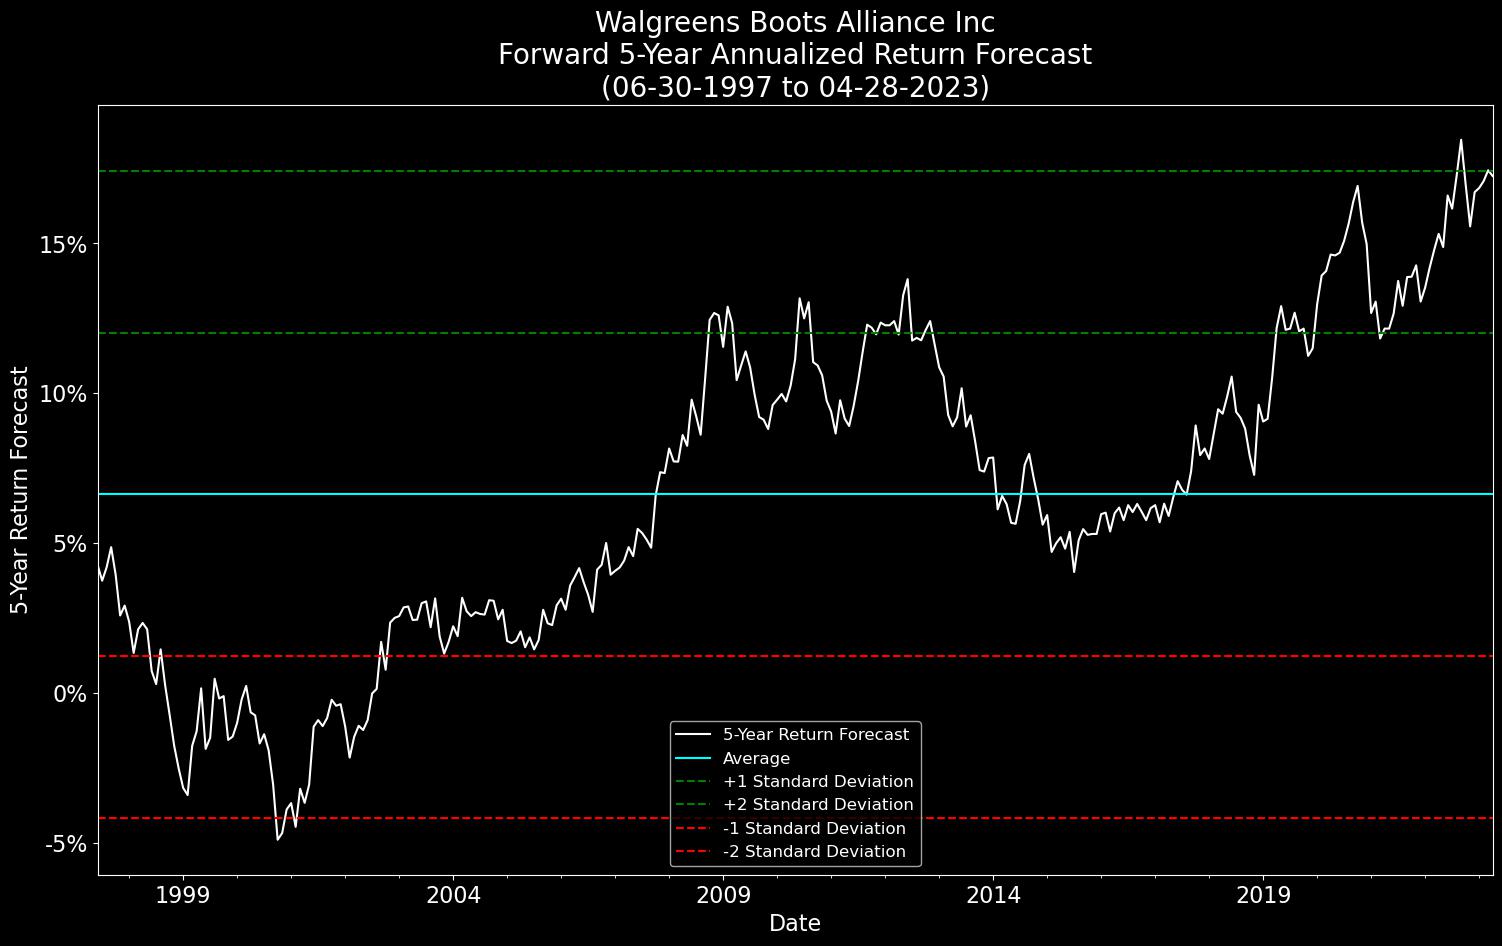 Walgreens Boots Alliance Inc
Forward 5-Year Annualized Return Forecast
(06-30-1997 to 04-28-2023)
5-Year Return Forecast
15%
10%
5%
0%
-5%
5-Year Return Forecast
Average
+1 Standard Deviation
+2 Standard Deviation
-1 Standard Deviation
-2 Standard Deviation
1999 2004 2009 2014 2019
Date